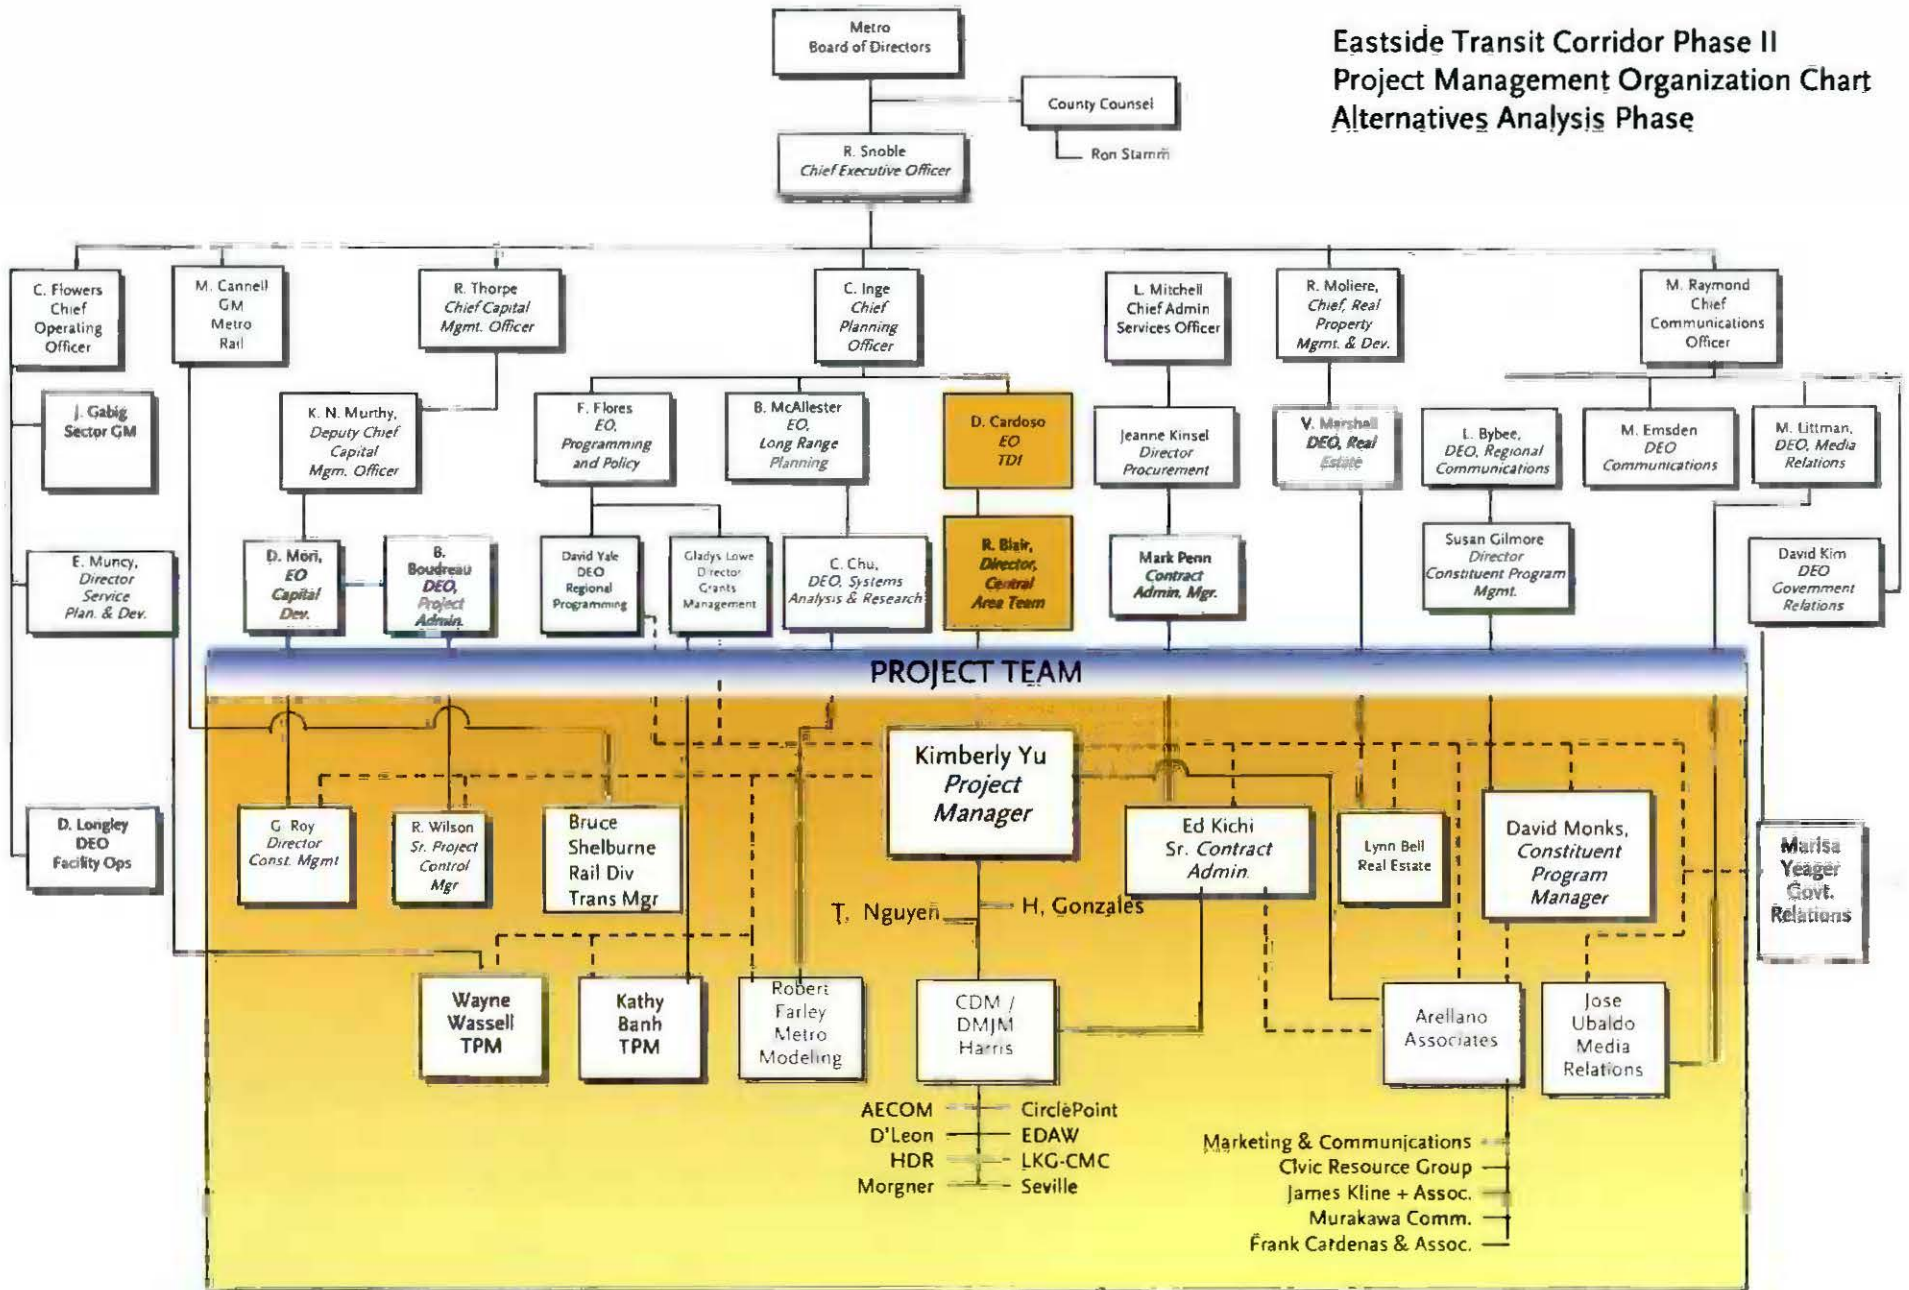 Eastside Transit Corridor Phase II
Project Management Organization Chart
Alternatives Analysis Phase
Metro
Board of Directors
County Counsel
Ron Stamm
R. Snoble
Chief Executive Officer
C. Flowers
Chief
Operating
Officer
M. Cannell
GM
Metro
Rail
R. Thorpe
Chief Capital
Mgmt. Officer
C. Inge
Chief
Planning
Officer
L. Mitchell
Chief Admin
Services Officer
R. Moliere,
Chief, Real
Property
Mgmt. & Dev.
M. Raymond
Chief
Communications
Officer
J. Gabig
Sector GM
K. N. Murthy,
Deputy Chief
Capital
Mgm. Officer
F. Flores
EO,
Programming
and Policy
B. McAllester
EO,
Long Range
Planning
D. Cardoso
EO
TDI
Jeanne Kinsel
Director
Procurement
V. Marshall
DEO, Real
Estate
L. Bybee,
DEO, Regional
Communications
M. Emsden
DEO
Communications
M. Littman,
DEO, Media
Relations
E. Muncy,
Director
Service
Plan. & Dev.
D. Mori,
EO
Capital
Dev.
B.
Boudreau
DEO,
Project
Admin.
David Yale
DEO
Regional
Programming
Gladys Lowe
Director
Grants
Management
C. Chu,
DEO, Systems
Analysis & Research
R. Blair,
Director,
Central
Area Team
Mark Penn
Contract
Admin. Mgr.
Susan Gilmore
Director
Constituent Program
Mgmt.
David Kim
DEO
Government
Relations
PROJECT TEAM
Kimberly Yu
Project
Manager
D. Longley
DEO
Facility Ops
G. Roy
Director
Const. Mgmt
R. Wilson
Sr. Project
Control
Mgr
Bruce
Shelburne
Rail Div
Trans Mgr
Ed Kichi
Sr. Contract
Admin.
Lynn Bell
Real Estate
David Monks,
Constituent
Program
Manager
Marisa
Yeager
Govt.
Relations
T. Nguyen
H. Gonzales
Wayne
Wassell
TPM
Kathy
Banh
TPM
Robert
Farley
Metro
Modeling
CDM /
DMJM
Harris
Arellano
Associates
Jose
Ubaldo
Media
Relations
AECOM
CirclePoint
D'Leon
EDAW
HDR
LKG-CMC
Morgner
Seville
Marketing & Communications
Civic Resource Group
James Kline + Assoc.
Murakawa Comm.
Frank Cardenas & Assoc.